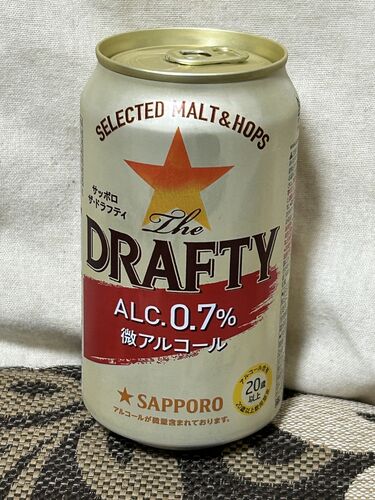 SELECTED MALT & HOPS
サッポロ
ザ・ドラフティ
The
DRAFTY
ALC. 0.7%
微アルコール
★ SAPPORO
アルコールが微量含まれております。
20歳
以上